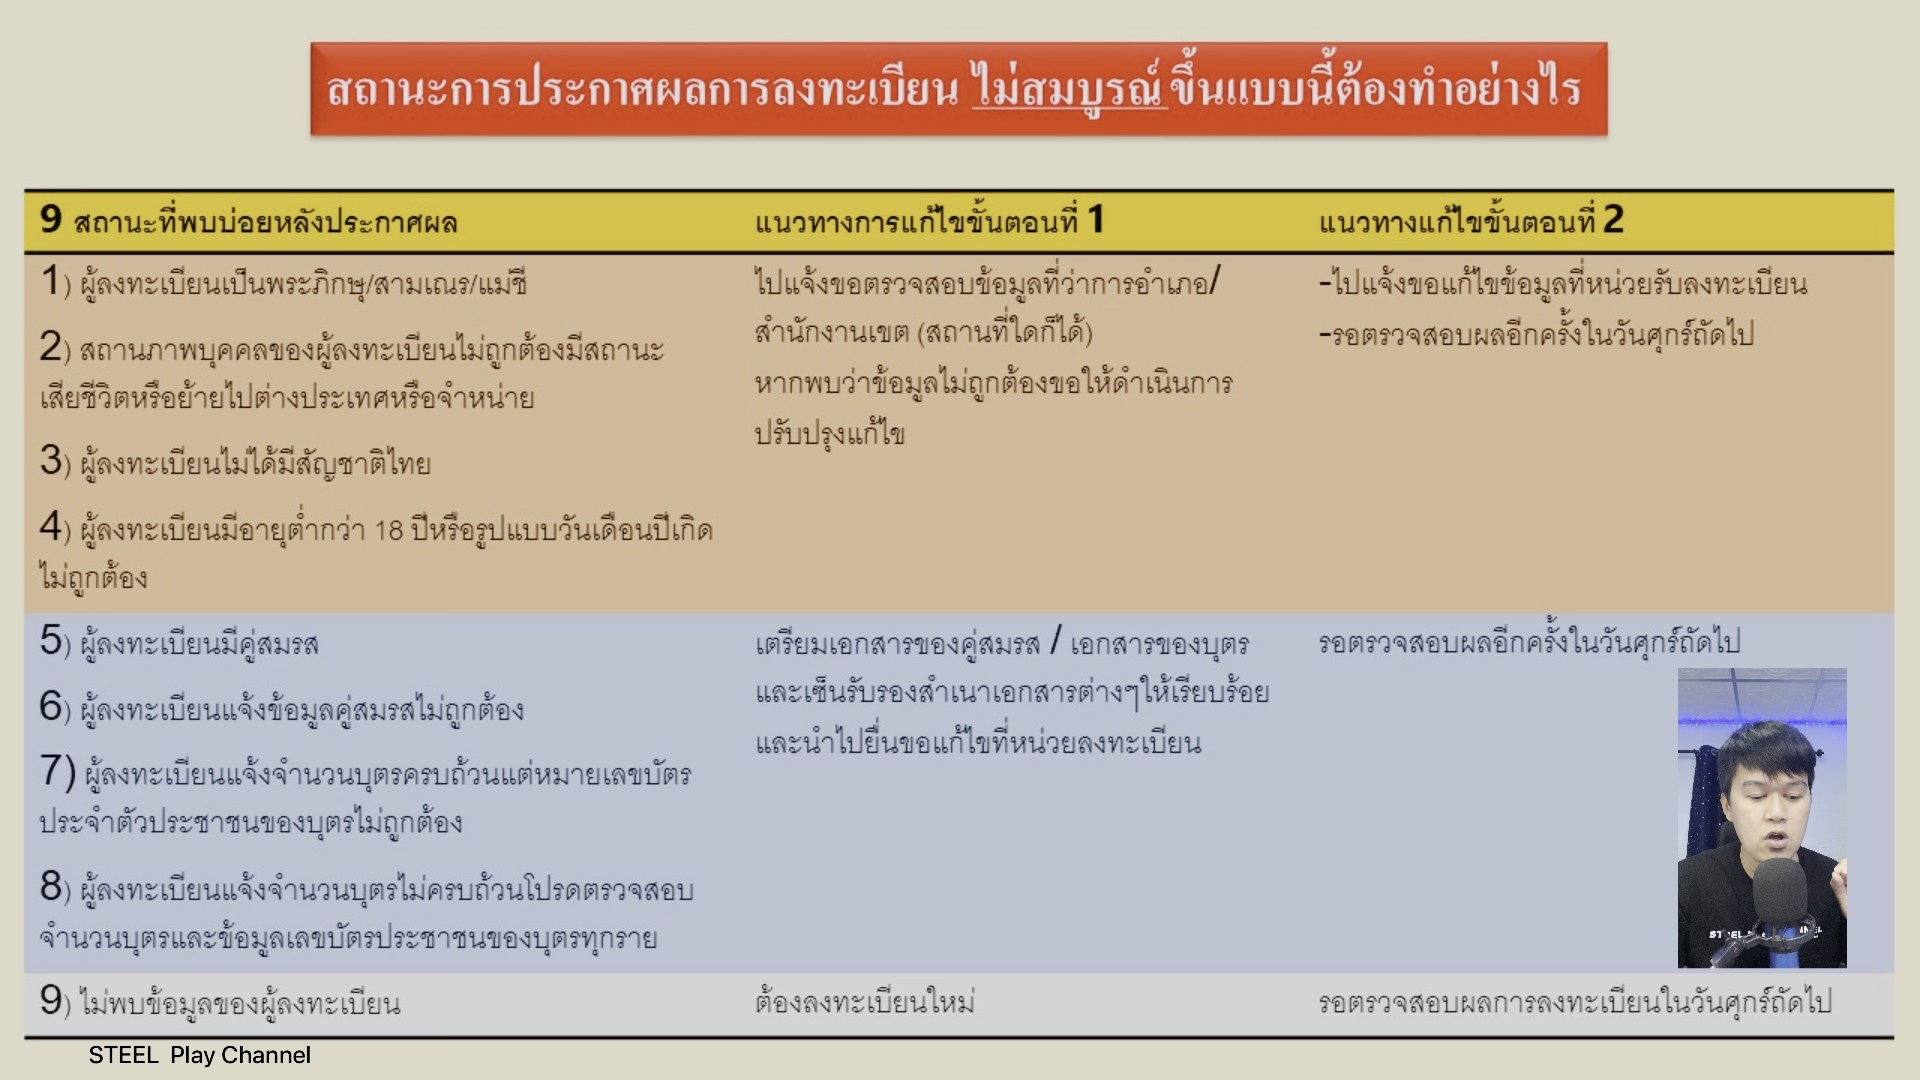 สถานะการประกาศผลการลงทะเบียน ไม่สมบูรณ์ ขึ้นแบบนี้ต้องทำอย่างไร
9 สถานะที่พบบ่อยหลังประกาศผล
แนวทางการแก้ไขขั้นตอนที่ 1
แนวทางแก้ไขขั้นตอนที่ 2
1) ผู้ลงทะเบียนเป็นพระภิกษุ/สามเณร/แม่ชี
2) สถานภาพบุคคลของผู้ลงทะเบียนไม่ถูกต้องมีสถานะ
เสียชีวิตหรือย้ายไปต่างประเทศหรือจำหน่าย
3) ผู้ลงทะเบียนไม่ได้มีสัญชาติไทย
4) ผู้ลงทะเบียนมีอายุต่ำกว่า 18 ปีหรือรูปแบบวันเดือนปีเกิด
ไม่ถูกต้อง
ไปแจ้งขอตรวจสอบข้อมูลที่ว่าการอำเภอ/
สำนักงานเขต (สถานที่ใดก็ได้)
หากพบว่าข้อมูลไม่ถูกต้องขอให้ดำเนินการ
ปรับปรุงแก้ไข
-ไปแจ้งขอแก้ไขข้อมูลที่หน่วยรับลงทะเบียน
-รอตรวจสอบผลอีกครั้งในวันศุกร์ถัดไป
5) ผู้ลงทะเบียนมีคู่สมรส
6) ผู้ลงทะเบียนแจ้งข้อมูลคู่สมรสไม่ถูกต้อง
7) ผู้ลงทะเบียนแจ้งจำนวนบุตรครบถ้วนแต่หมายเลขบัตร
ประจำตัวประชาชนของบุตรไม่ถูกต้อง
8) ผู้ลงทะเบียนแจ้งจำนวนบุตรไม่ครบถ้วนโปรดตรวจสอบ
จำนวนบุตรและข้อมูลเลขบัตรประชาชนของบุตรทุกราย
เตรียมเอกสารของคู่สมรส / เอกสารของบุตร
และเซ็นรับรองสำเนาเอกสารต่างๆให้เรียบร้อย
และนำไปยื่นขอแก้ไขที่หน่วยลงทะเบียน
รอตรวจสอบผลอีกครั้งในวันศุกร์ถัดไป
9) ไม่พบข้อมูลของผู้ลงทะเบียน
ต้องลงทะเบียนใหม่
รอตรวจสอบผลการลงทะเบียนในวันศุกร์ถัดไป
STEEL Play Channel